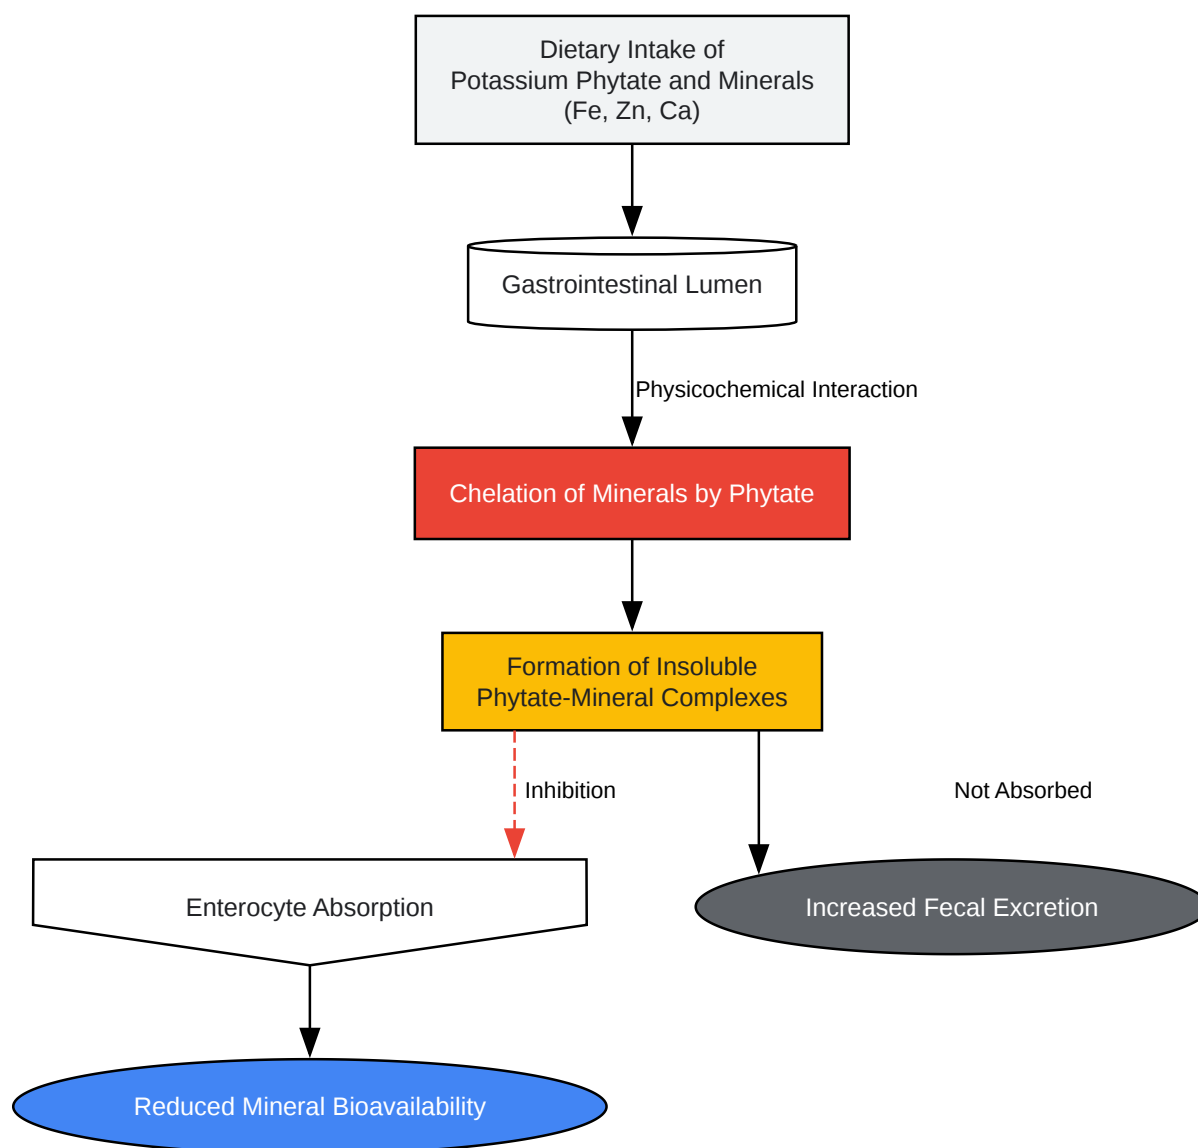 Dietary Intake of
Potassium Phytate and Minerals
(Fe, Zn, Ca)
Gastrointestinal Lumen
Physicochemical Interaction
Chelation of Minerals by Phytate
Formation of Insoluble
Phytate-Mineral Complexes
Inhibition
Not Absorbed
Enterocyte Absorption
Increased Fecal Excretion
Reduced Mineral Bioavailability